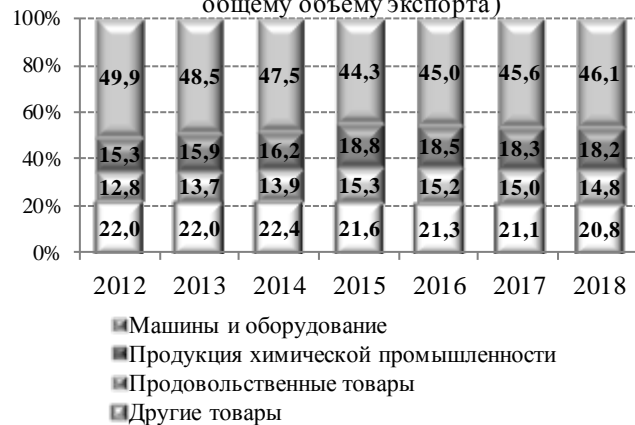 общему объему экспорта)
100%
80%
60%
40%
20%
0%
49,9 48,5 47,5 44,3 45,0 45,6 46,1
15,3 15,9 16,2 18,8 18,5 18,3 18,2
12,8 13,7 13,9 15,3 15,2 15,0 14,8
22,0 22,0 22,4 21,6 21,3 21,1 20,8
2012 2013 2014 2015 2016 2017 2018
Машины и оборудование
Продукция химической промышленности
Продовольственные товары
Другие товары